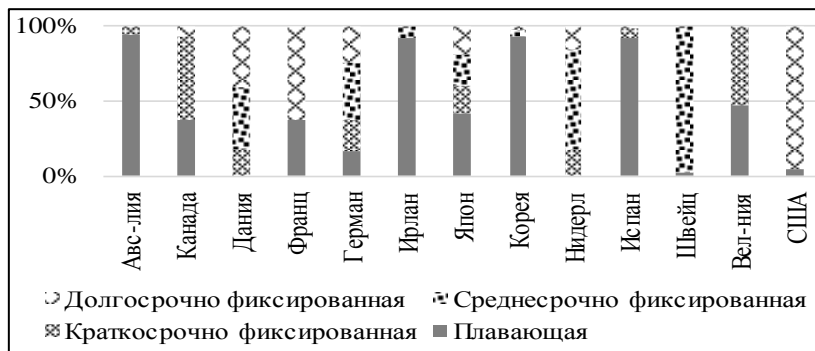 100%
50%
0%
Авс-лия
Канада
Дания
Франц
Герман
Ирлан
Япон
Корея
Нидерл
Испан
Швейц
Вел-ния
США
Долгосрочно фиксированная
Среднесрочно фиксированная
Краткосрочно фиксированная
Плавающая